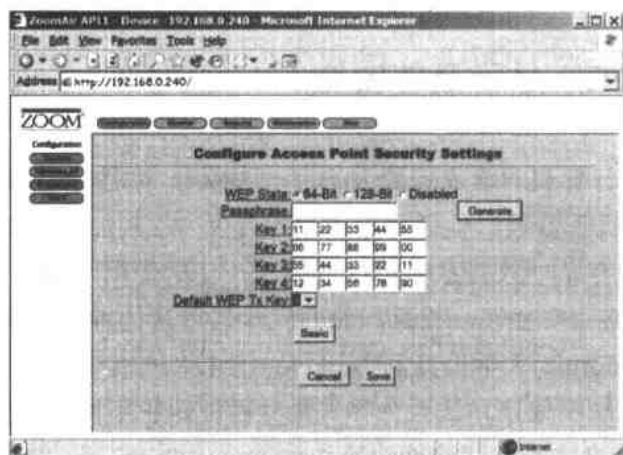 ZoomAir AP11 - Device: 192.168.0.240 - Microsoft Internet Explorer
File Edit View Favorites Tools Help
Address http://192.168.0.240/
ZOOM
Configuration
Configure Access Point Security Settings
WEP State: 64-Bit 128-Bit Disabled
Passphrase: Generate
Key 1: 11 22 33 44 55
Key 2: 66 77 88 99 00
Key 3: 55 44 33 22 11
Key 4: 12 34 56 78 90
Default WEP Tx Key:
Basic
Cancel Save
Internet